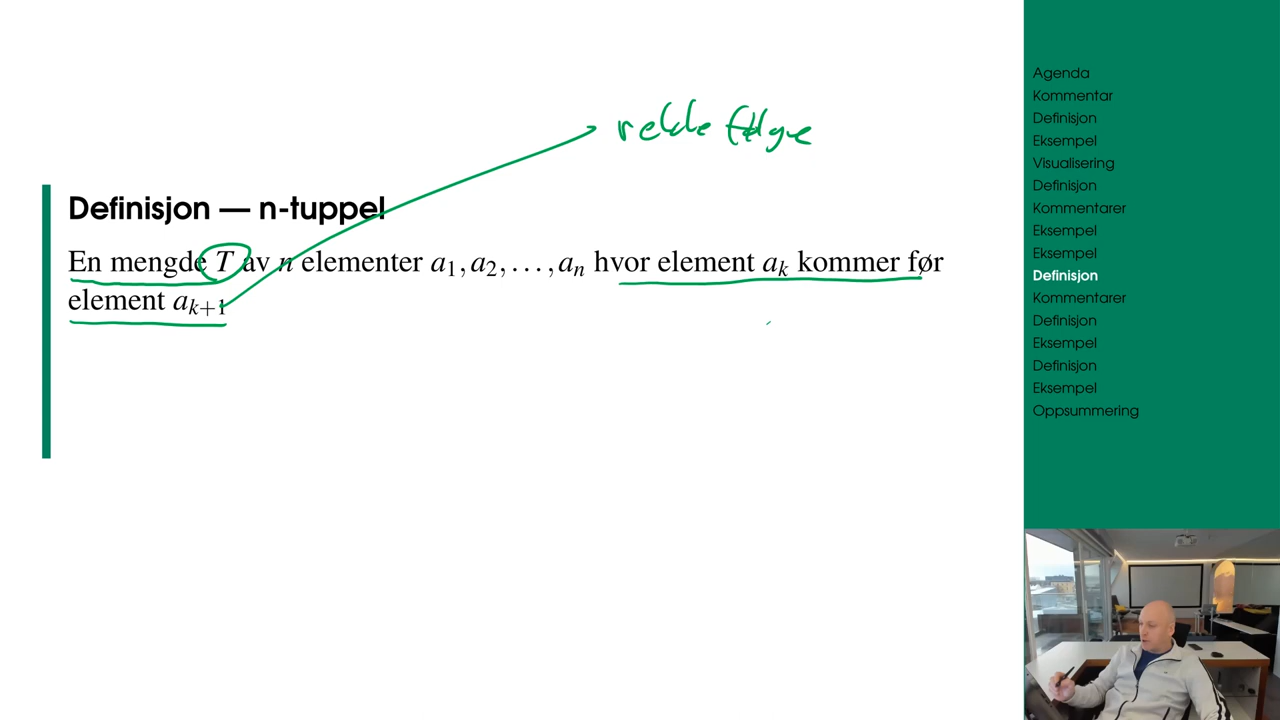 rekkefølge
Definisjon — n-tuppel
En mengde T av n elementer a₁, a₂, …, aₙ hvor element aₖ kommer før
element aₖ₊₁
Agenda
Kommentar
Definisjon
Eksempel
Visualisering
Definisjon
Kommentarer
Eksempel
Eksempel
Definisjon
Kommentarer
Definisjon
Eksempel
Definisjon
Eksempel
Oppsummering